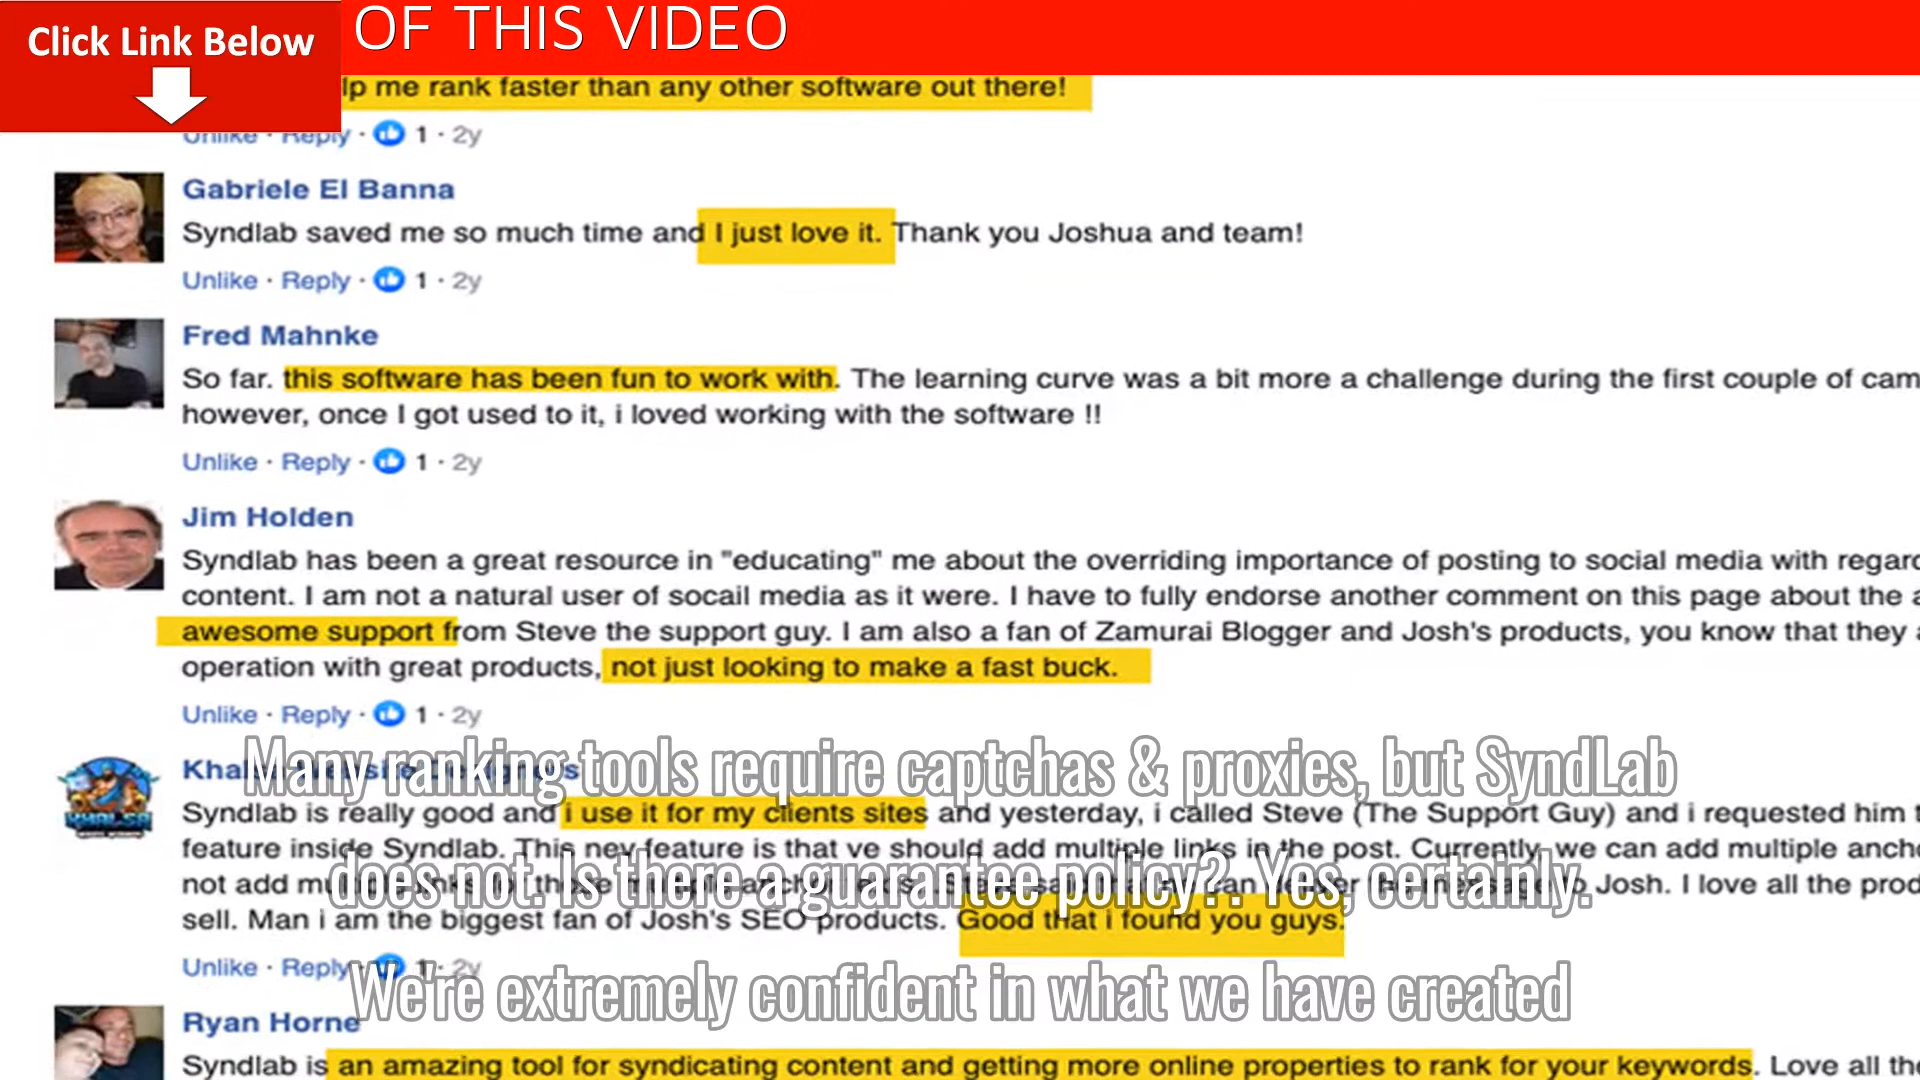 Click Link Below
OF THIS VIDEO
lp me rank faster than any other software out there!
Unlike · Reply · 1 · 2y
Gabriele El Banna
Syndlab saved me so much time and I just love it. Thank you Joshua and team!
Unlike · Reply · 1 · 2y
Fred Mahnke
So far. this software has been fun to work with. The learning curve was a bit more a challenge during the first couple of cam
however, once I got used to it, i loved working with the software !!
Unlike · Reply · 1 · 2y
Jim Holden
Syndlab has been a great resource in "educating" me about the overriding importance of posting to social media with regard
content. I am not a natural user of socail media as it were. I have to fully endorse another comment on this page about the a
awesome support from Steve the support guy. I am also a fan of Zamurai Blogger and Josh's products, you know that they a
operation with great products, not just looking to make a fast buck.
Unlike · Reply · 1 · 2y
Many ranking tools require captchas & proxies, but SyndLab
Syndlab is really good and i use it for my clients sites and yesterday, i called Steve (The Support Guy) and i requested him t
feature inside Syndlab. This new feature is that ve should add multiple links in the post. Currently, we can add multiple ancho
does not. Is there a guarantee policy?. Yes, certainly.
not add Josh. I love all the prod
sell. Man i am the biggest fan of Josh's SEO products. Good that i found you guys.
Unlike · Reply · 1 · 2y
We're extremely confident in what we have created
Ryan Horne
Syndlab is an amazing tool for syndicating content and getting more online properties to rank for your keywords. Love all the